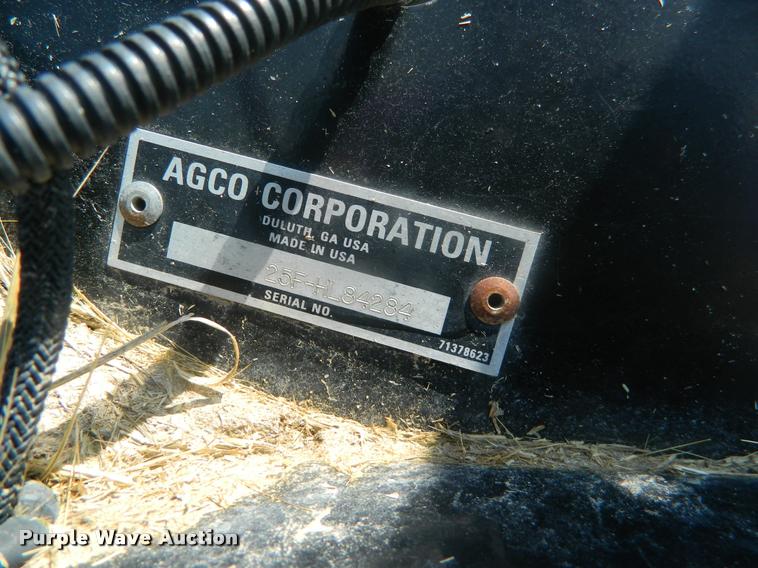 AGCO CORPORATION
DULUTH, GA USA
MADE IN USA
25F-HL84284
SERIAL NO.
71378623
Purple Wave Auction